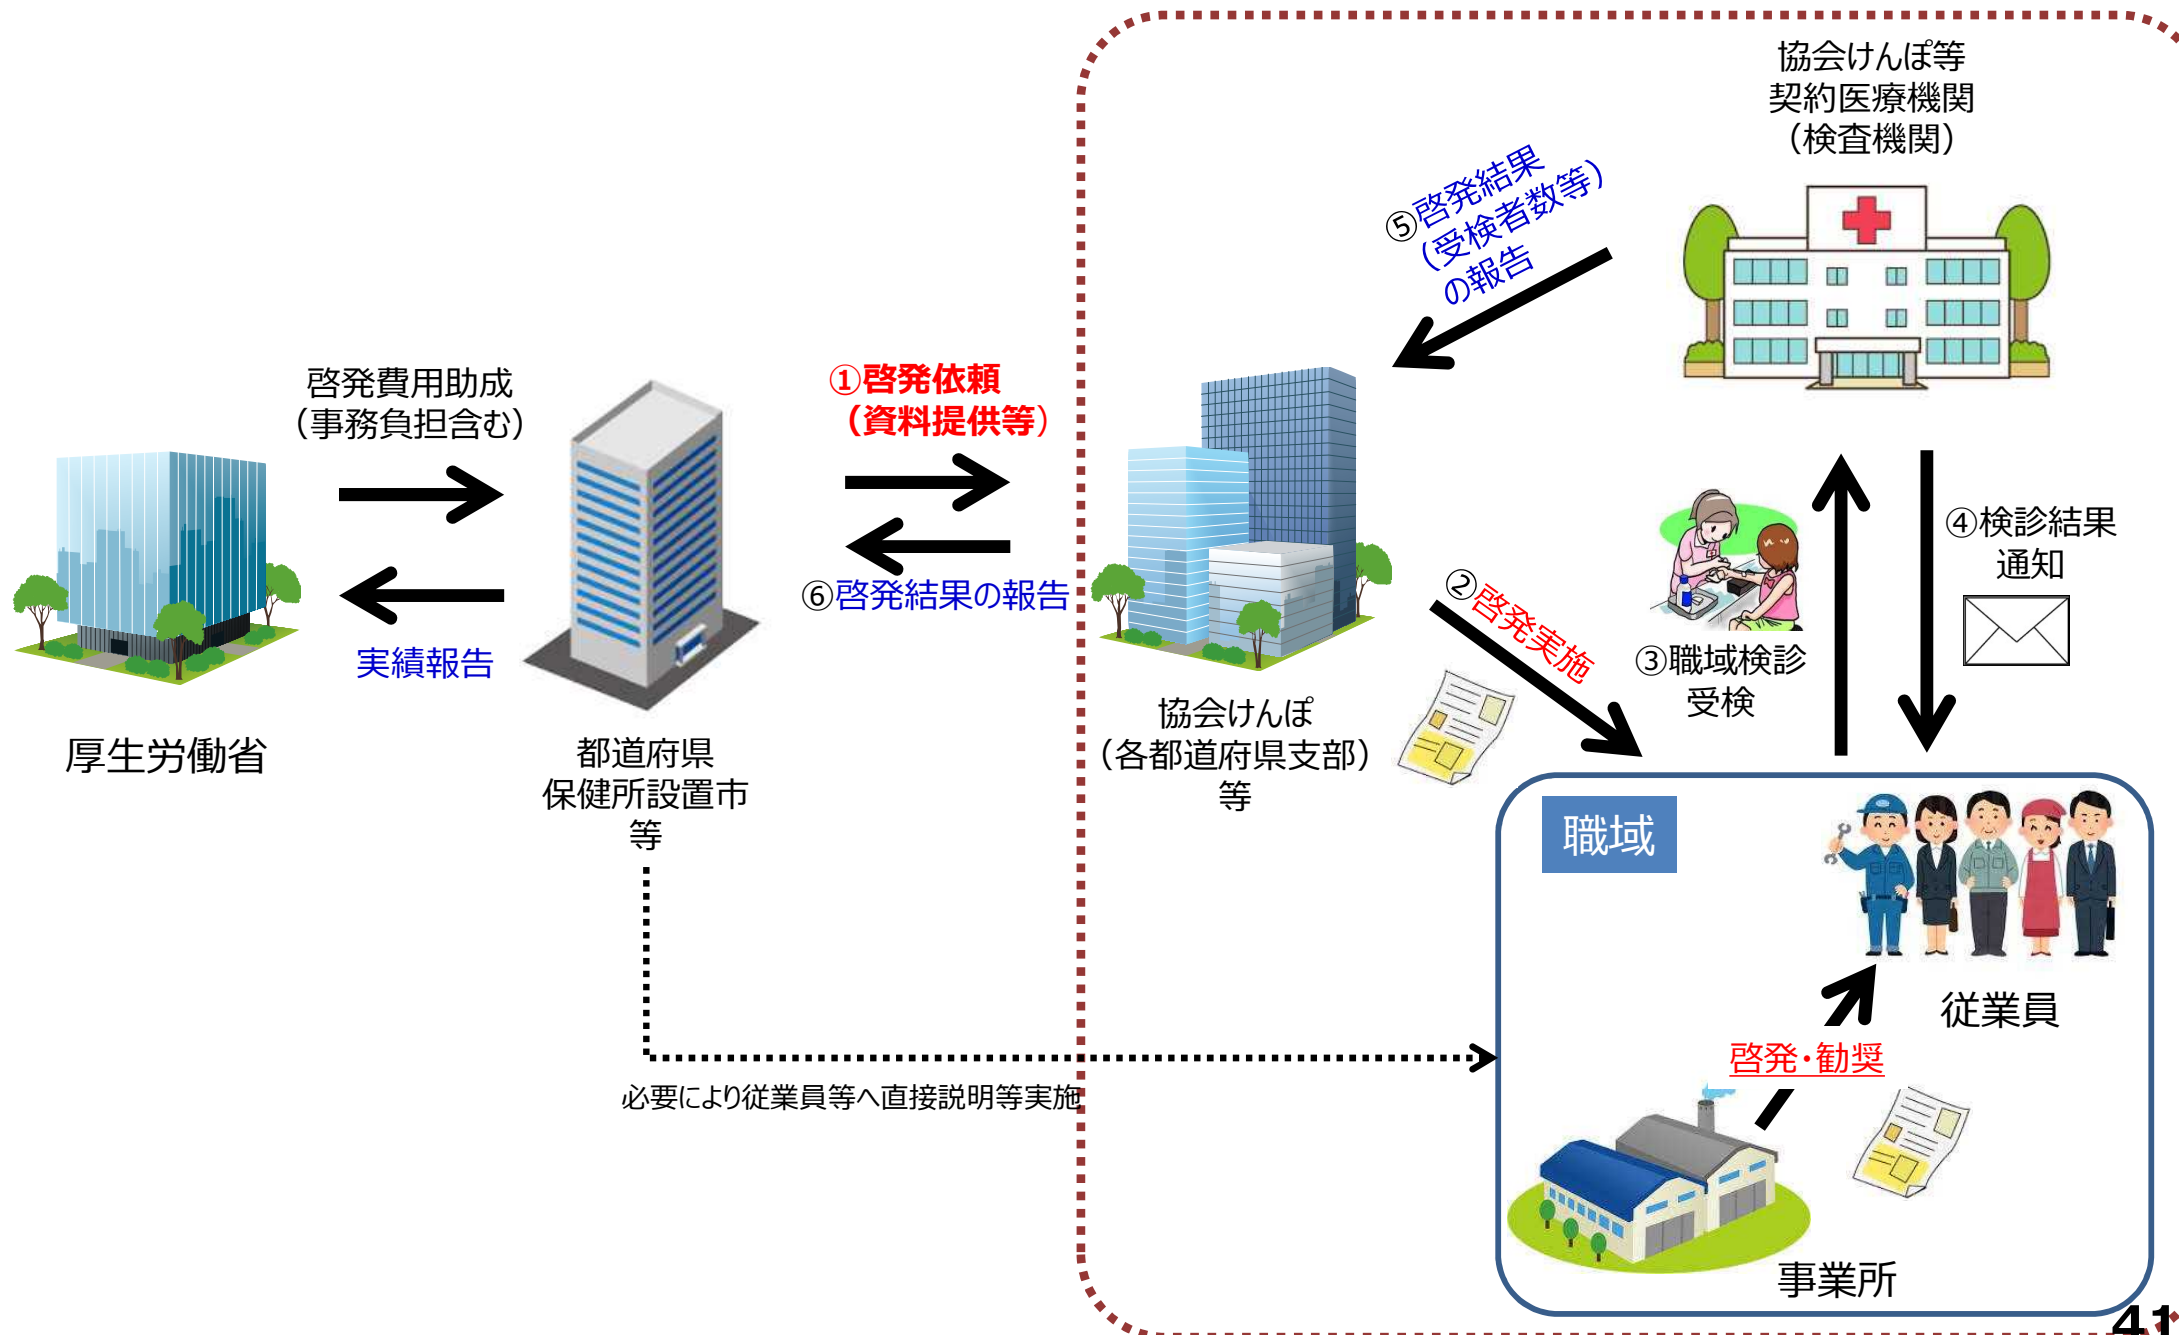 協会けんぽ等
契約医療機関
（検査機関）
⑤啓発結果
（受検者数等）
の報告
啓発費用助成
（事務負担含む）
①啓発依頼
（資料提供等）
④検診結果
通知
②啓発実施
⑥啓発結果の報告
実績報告
③職域検診
受検
厚生労働省
都道府県
保健所設置市
等
協会けんぽ
（各都道府県支部）
等
職域
従業員
啓発・勧奨
必要により従業員等へ直接説明等実施
事業所
41